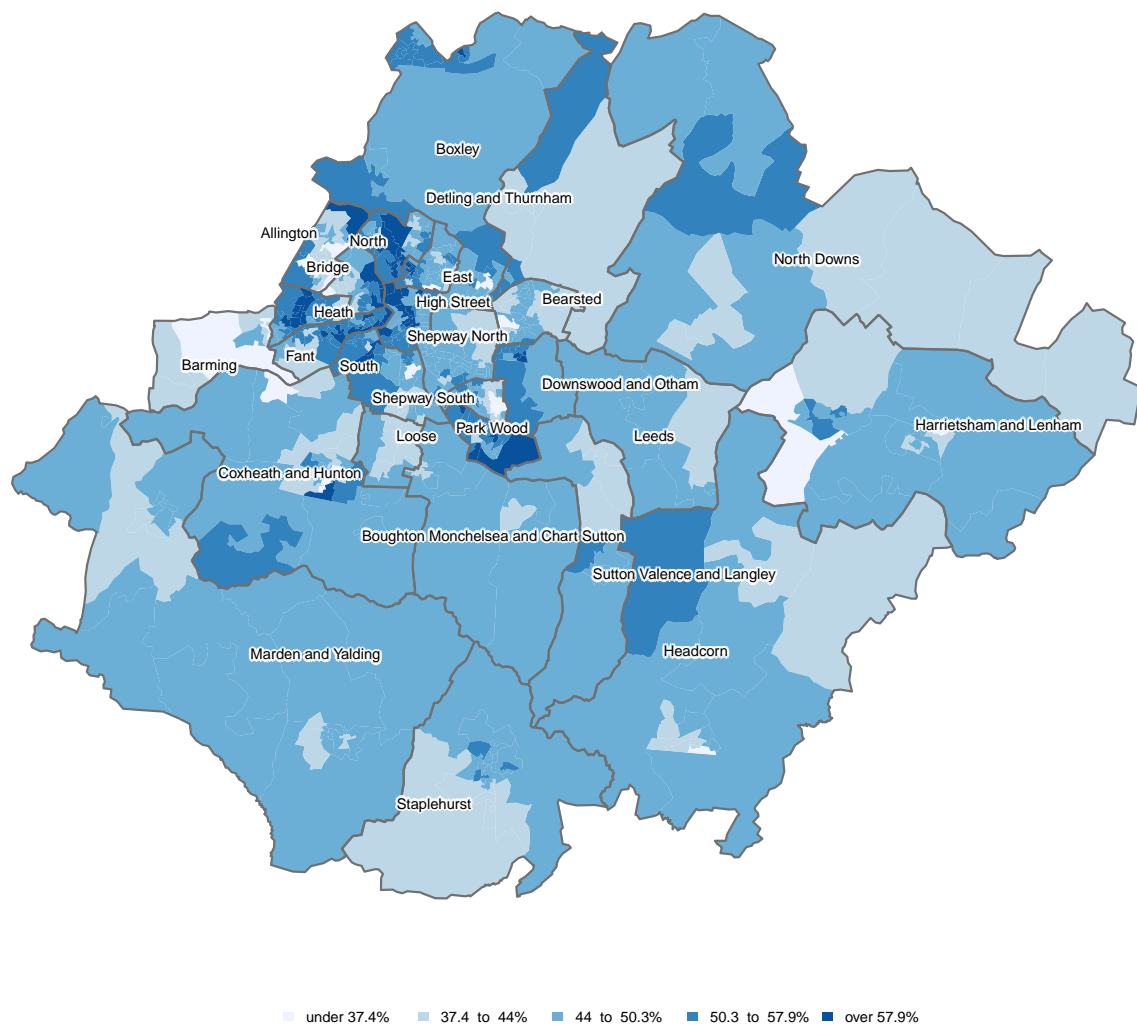 Boxley
Detling and Thurnham
Allington
North
North Downs
Bridge
East
High Street
Bearsted
Heath
Shepway North
Fant
Barming
South
Downswood and Otham
Shepway South
Harrietsham and Lenham
Park Wood
Loose
Leeds
Coxheath and Hunton
Boughton Monchelsea and Chart Sutton
Sutton Valence and Langley
Headcorn
Marden and Yalding
Staplehurst
under 37.4% 37.4 to 44% 44 to 50.3% 50.3 to 57.9% over 57.9%